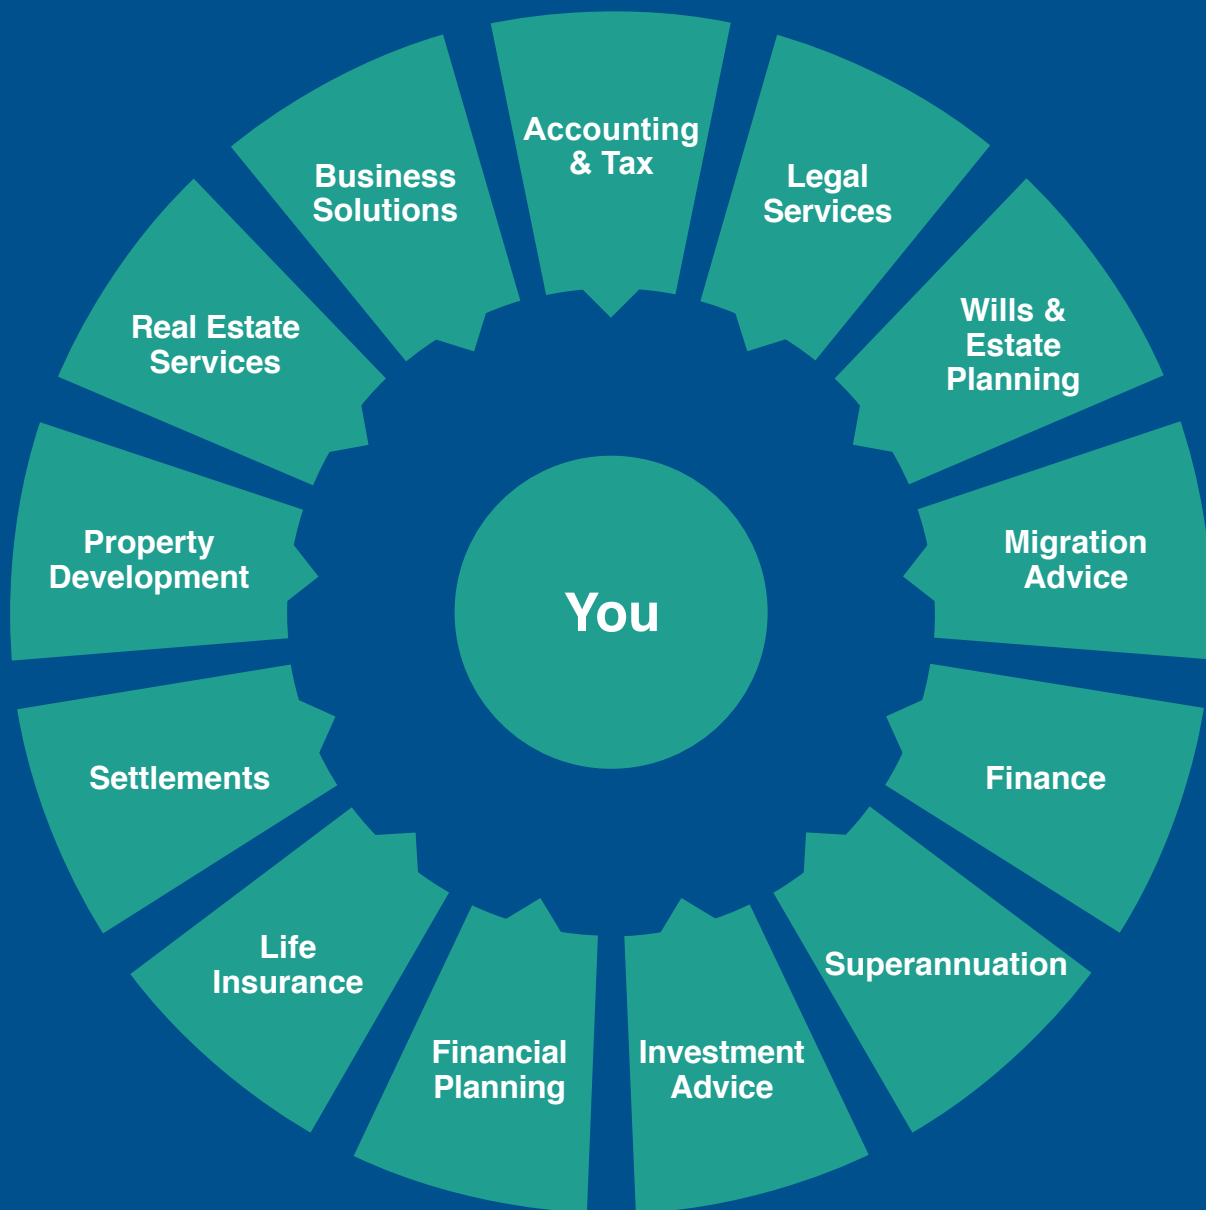 Accounting
& Tax
Legal
Services
Wills &
Estate
Planning
Migration
Advice
Finance
Superannuation
Investment
Advice
Financial
Planning
Life
Insurance
Settlements
Property
Development
Real Estate
Services
Business
Solutions
You